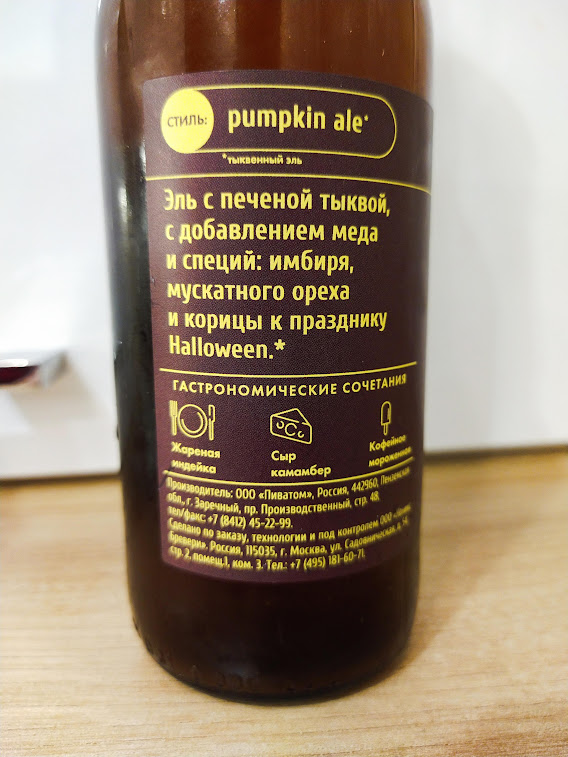 СТИЛЬ: pumpkin ale*
*тыквенный эль
Эль с печеной тыквой,
с добавлением меда
и специй: имбиря,
мускатного ореха
и корицы к празднику
Halloween.*
ГАСТРОНОМИЧЕСКИЕ СОЧЕТАНИЯ
Жареная индейка
Сыр камамбер
Кофейное мороженное
Производитель: ООО «Пиватом», Россия, 442960, Пензенская
обл., г. Заречный, пр. Производственный, стр. 48,
тел/факс: +7 (8412) 45-22-99.
Сделано по заказу, технологии и под контролем ООО
Бревери». Россия, 115035, г. Москва, ул. Садовническая, д. 14,
стр. 2, помещ.1, ком. 3. Тел.: +7 (495) 181-60-71.